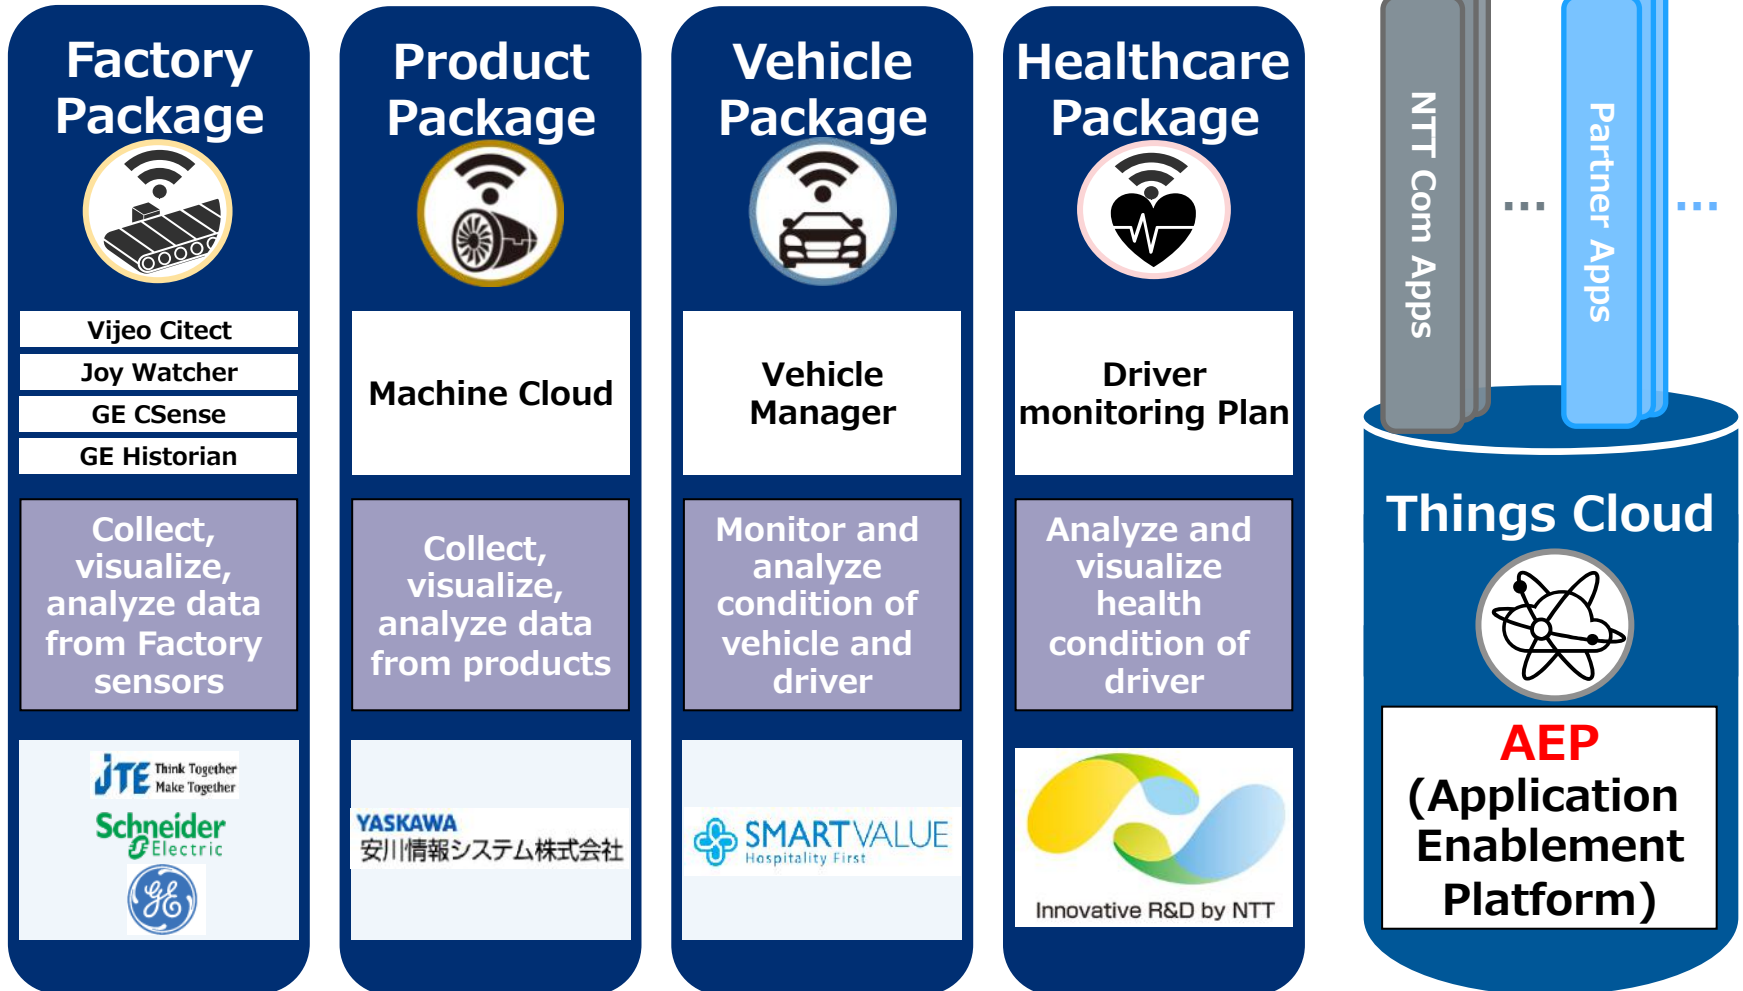 Factory
Package
Vijeo Citect
Joy Watcher
GE CSense
GE Historian
Collect,
visualize,
analyze data
from Factory
sensors
JTE Think Together
Make Together
Schneider
Electric
GE
Product
Package
Machine Cloud
Collect,
visualize,
analyze data
from products
YASKAWA
安川情報システム株式会社
Vehicle
Package
Vehicle
Manager
Monitor and
analyze
condition of
vehicle and
driver
SMARTVALUE
Hospitality First
Healthcare
Package
Driver
monitoring Plan
Analyze and
visualize
health
condition of
driver
Innovative R&D by NTT
NTT Com Apps
...
Partner Apps
...
Things Cloud
AEP
(Application
Enablement
Platform)